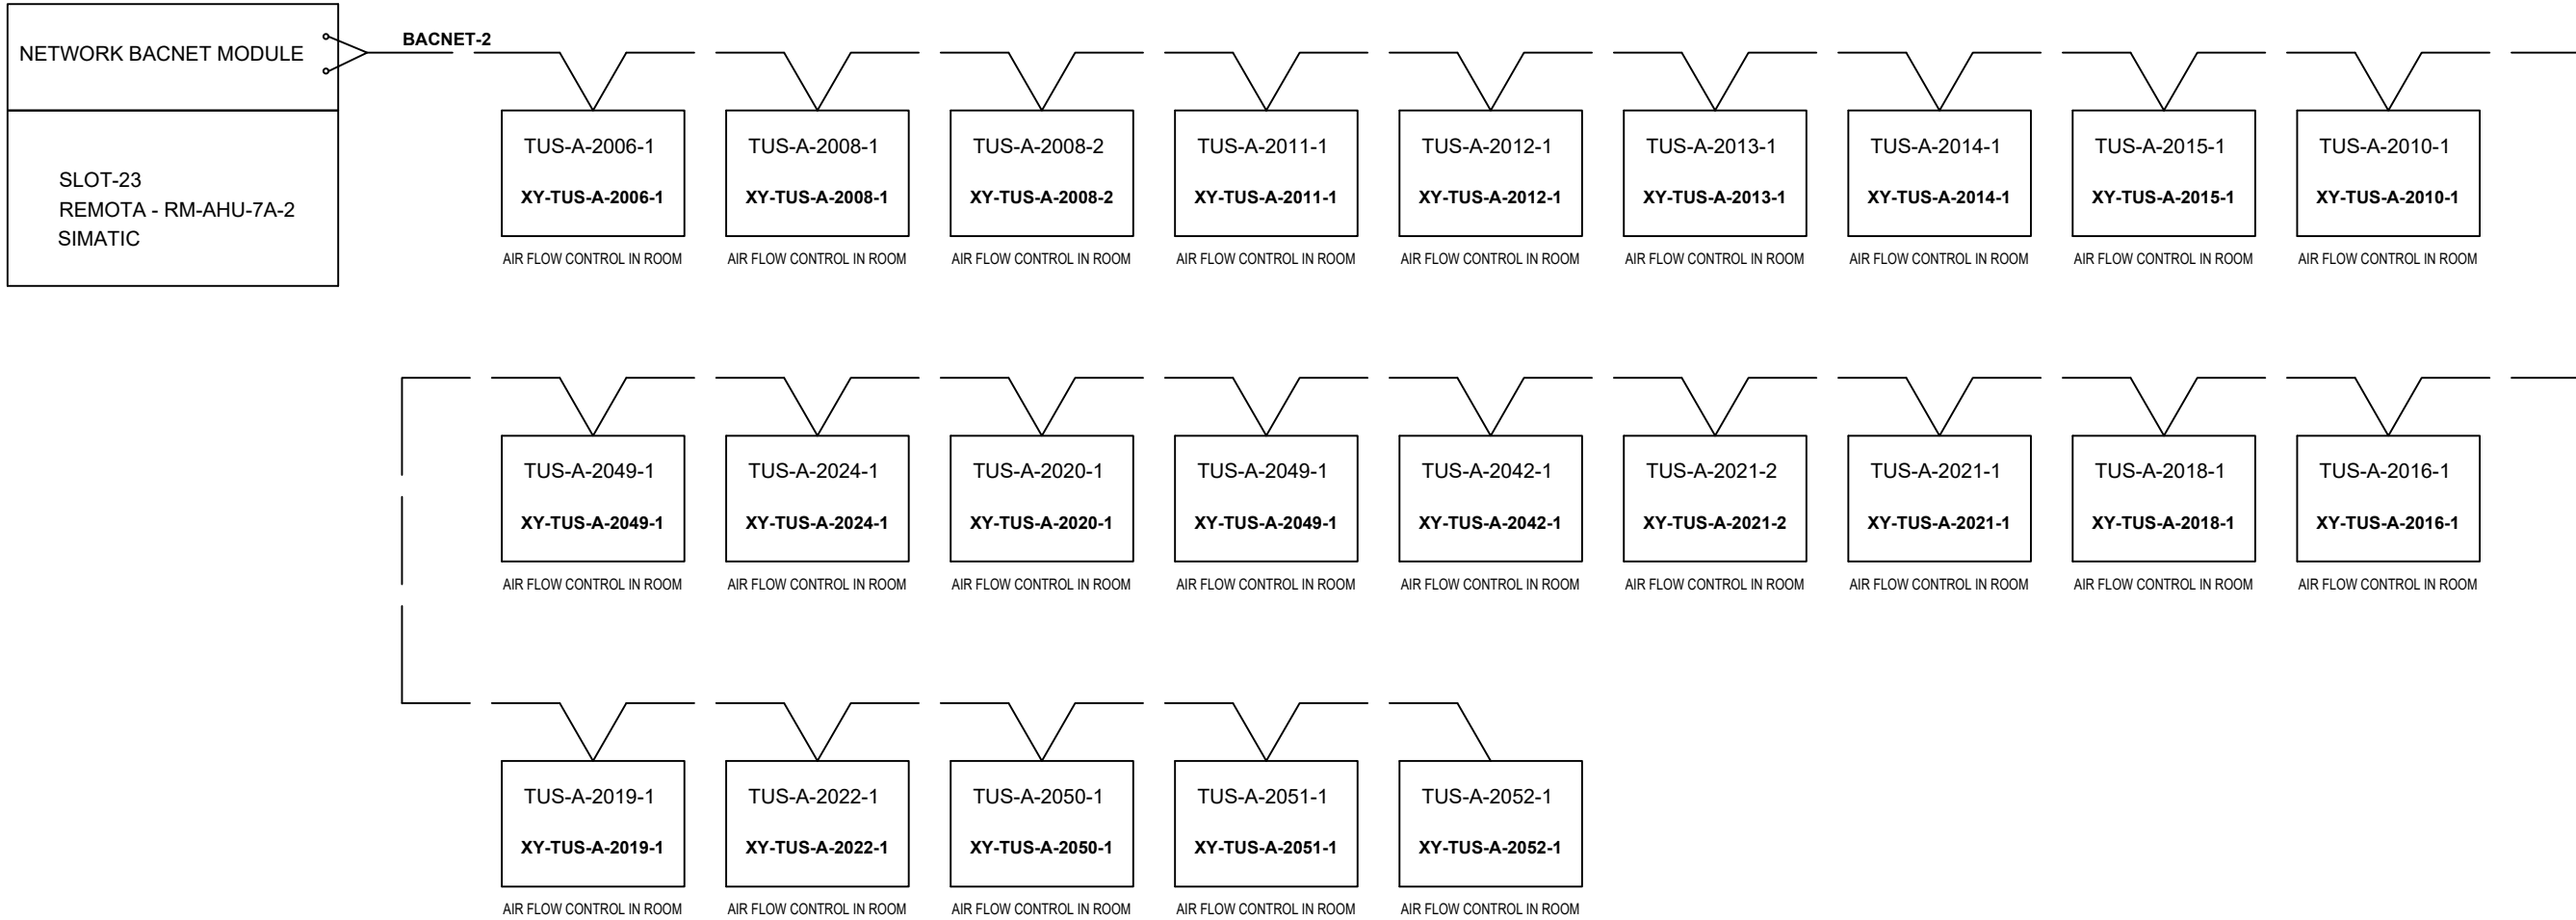 NETWORK BACNET MODULE
BACNET-2
SLOT-23
REMOTA - RM-AHU-7A-2
SIMATIC
TUS-A-2006-1
XY-TUS-A-2006-1
AIR FLOW CONTROL IN ROOM
TUS-A-2008-1
XY-TUS-A-2008-1
AIR FLOW CONTROL IN ROOM
TUS-A-2008-2
XY-TUS-A-2008-2
AIR FLOW CONTROL IN ROOM
TUS-A-2011-1
XY-TUS-A-2011-1
AIR FLOW CONTROL IN ROOM
TUS-A-2012-1
XY-TUS-A-2012-1
AIR FLOW CONTROL IN ROOM
TUS-A-2013-1
XY-TUS-A-2013-1
AIR FLOW CONTROL IN ROOM
TUS-A-2014-1
XY-TUS-A-2014-1
AIR FLOW CONTROL IN ROOM
TUS-A-2015-1
XY-TUS-A-2015-1
AIR FLOW CONTROL IN ROOM
TUS-A-2010-1
XY-TUS-A-2010-1
AIR FLOW CONTROL IN ROOM
TUS-A-2049-1
XY-TUS-A-2049-1
AIR FLOW CONTROL IN ROOM
TUS-A-2024-1
XY-TUS-A-2024-1
AIR FLOW CONTROL IN ROOM
TUS-A-2020-1
XY-TUS-A-2020-1
AIR FLOW CONTROL IN ROOM
TUS-A-2049-1
XY-TUS-A-2049-1
AIR FLOW CONTROL IN ROOM
TUS-A-2042-1
XY-TUS-A-2042-1
AIR FLOW CONTROL IN ROOM
TUS-A-2021-2
XY-TUS-A-2021-2
AIR FLOW CONTROL IN ROOM
TUS-A-2021-1
XY-TUS-A-2021-1
AIR FLOW CONTROL IN ROOM
TUS-A-2018-1
XY-TUS-A-2018-1
AIR FLOW CONTROL IN ROOM
TUS-A-2016-1
XY-TUS-A-2016-1
AIR FLOW CONTROL IN ROOM
TUS-A-2019-1
XY-TUS-A-2019-1
AIR FLOW CONTROL IN ROOM
TUS-A-2022-1
XY-TUS-A-2022-1
AIR FLOW CONTROL IN ROOM
TUS-A-2050-1
XY-TUS-A-2050-1
AIR FLOW CONTROL IN ROOM
TUS-A-2051-1
XY-TUS-A-2051-1
AIR FLOW CONTROL IN ROOM
TUS-A-2052-1
XY-TUS-A-2052-1
AIR FLOW CONTROL IN ROOM